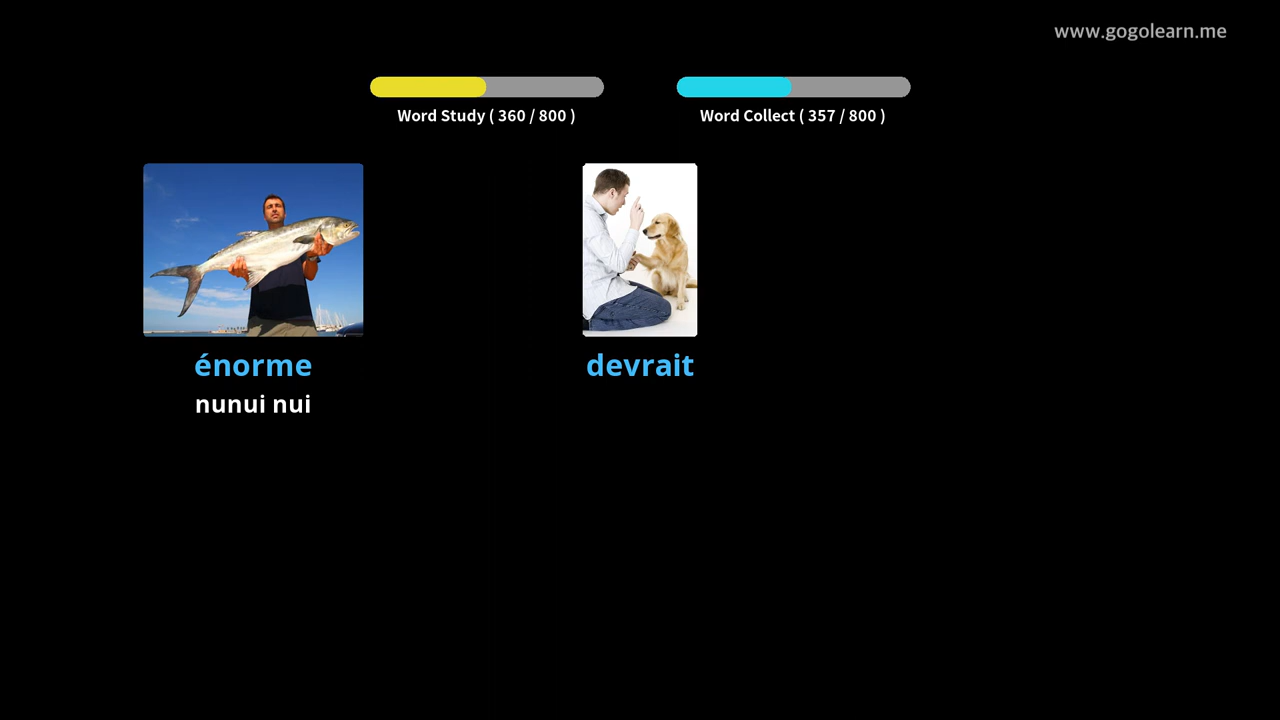 www.gogolearn.me
Word Study ( 360 / 800 )
Word Collect ( 357 / 800 )
énorme
nunui nui
devrait